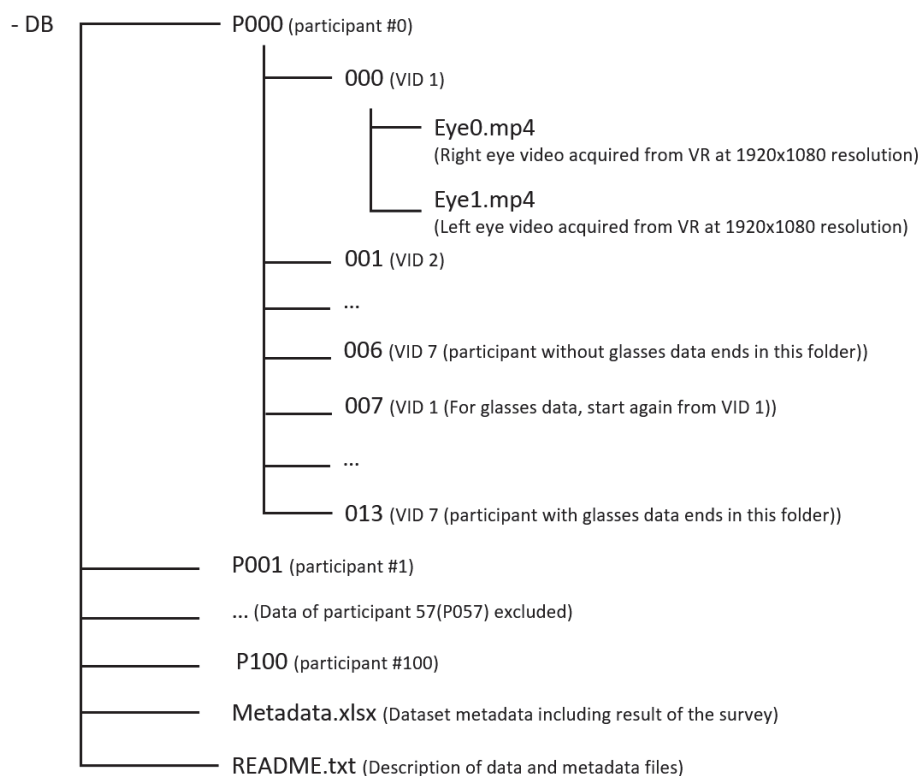 - DB
P000 (participant #0)
000 (VID 1)
Eye0.mp4
(Right eye video acquired from VR at 1920x1080 resolution)
Eye1.mp4
(Left eye video acquired from VR at 1920x1080 resolution)
001 (VID 2)
...
006 (VID 7 (participant without glasses data ends in this folder))
007 (VID 1 (For glasses data, start again from VID 1))
...
013 (VID 7 (participant with glasses data ends in this folder))
P001 (participant #1)
... (Data of participant 57(P057) excluded)
P100 (participant #100)
Metadata.xlsx (Dataset metadata including result of the survey)
README.txt (Description of data and metadata files)